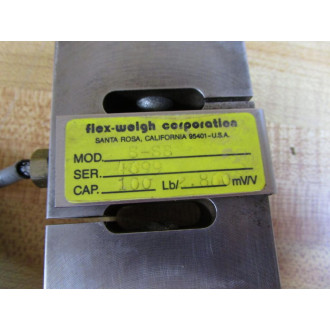 flex-weigh corporation
SANTA ROSA, CALIFORNIA 95401-U.S.A.
MOD.
SER.
CAP. 100 Lb/ mV/V